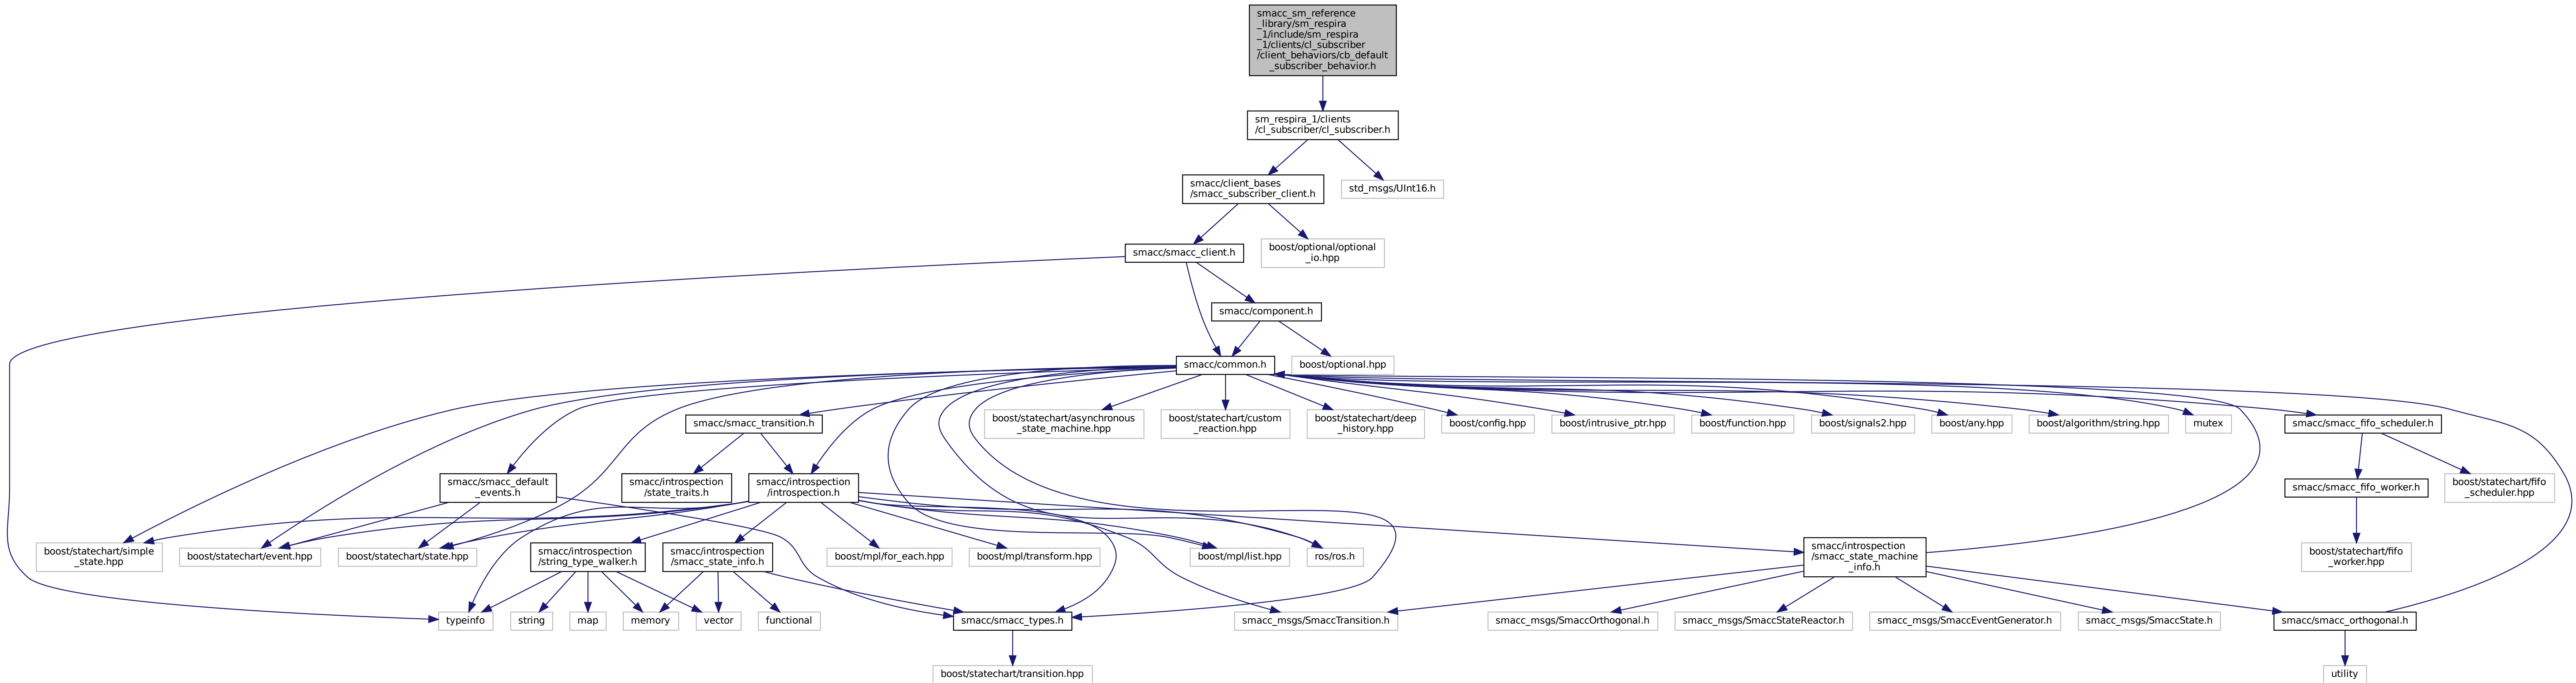 smacc_sm_reference
_library/sm_respira
_1/include/sm_respira
_1/clients/cl_subscriber
/client_behaviors/cb_default
_subscriber_behavior.h
sm_respira_1/clients
/cl_subscriber/cl_subscriber.h
smacc/client_bases
/smacc_subscriber_client.h
std_msgs/UInt16.h
smacc/smacc_client.h
boost/optional/optional
_io.hpp
smacc/component.h
smacc/common.h
boost/optional.hpp
smacc/smacc_transition.h
boost/statechart/asynchronous
_state_machine.hpp
boost/statechart/custom
_reaction.hpp
boost/statechart/deep
_history.hpp
boost/config.hpp
boost/intrusive_ptr.hpp
boost/function.hpp
boost/signals2.hpp
boost/any.hpp
boost/algorithm/string.hpp
mutex
smacc/smacc_fifo_scheduler.h
smacc/smacc_default
_events.h
smacc/introspection
/state_traits.h
smacc/introspection
/introspection.h
smacc/smacc_fifo_worker.h
boost/statechart/fifo
_scheduler.hpp
boost/statechart/simple
_state.hpp
boost/statechart/event.hpp
boost/statechart/state.hpp
smacc/introspection
/string_type_walker.h
smacc/introspection
/smacc_state_info.h
boost/mpl/for_each.hpp
boost/mpl/transform.hpp
boost/mpl/list.hpp
ros/ros.h
smacc/introspection
/smacc_state_machine
_info.h
boost/statechart/fifo
_worker.hpp
typeinfo
string
map
memory
vector
functional
smacc/smacc_types.h
smacc_msgs/SmaccTransition.h
smacc_msgs/SmaccOrthogonal.h
smacc_msgs/SmaccStateReactor.h
smacc_msgs/SmaccEventGenerator.h
smacc_msgs/SmaccState.h
smacc/smacc_orthogonal.h
boost/statechart/transition.hpp
utility